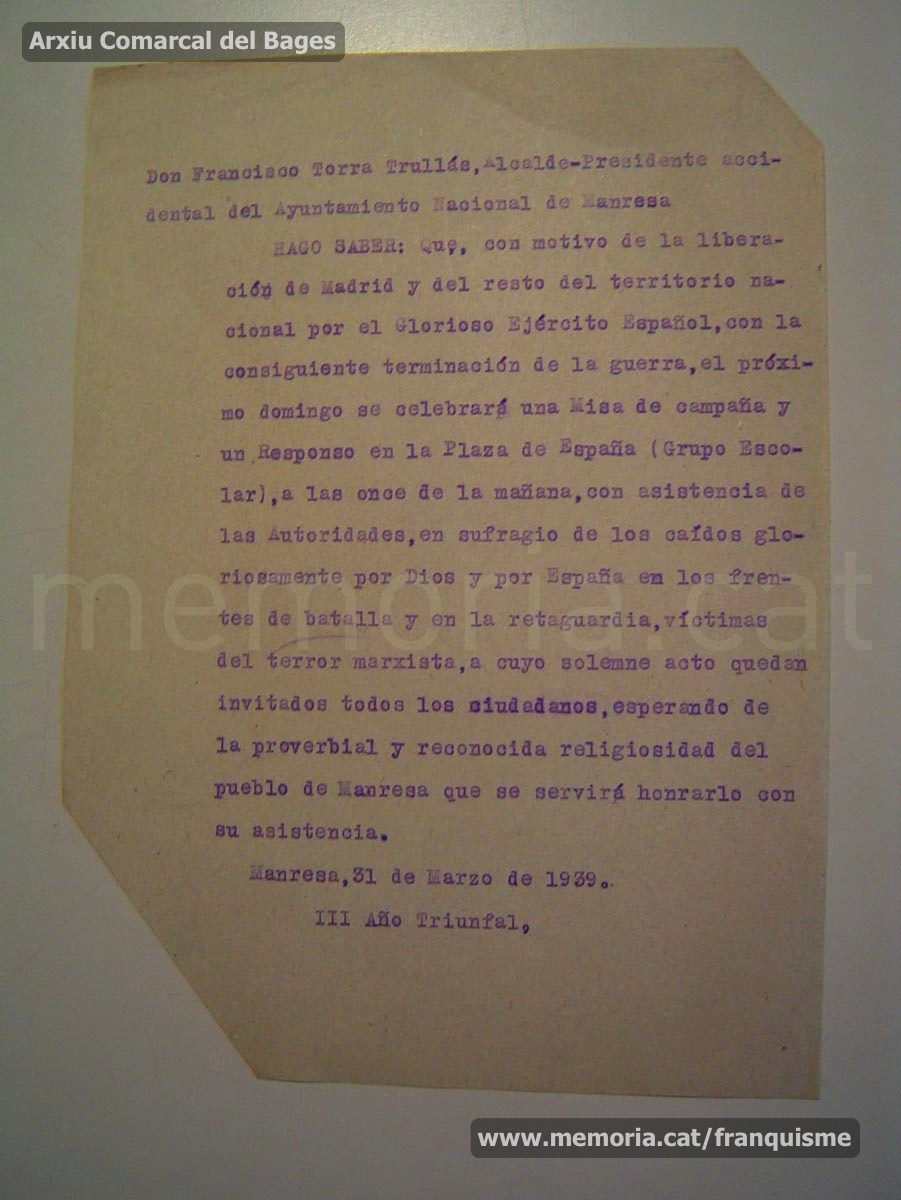 Arxiu Comarcal del Bages
Don Francisco Torra Trullás,Alcalde-Presidente acci-
dental del Ayuntamiento Nacional de Manresa
HAGO SABER: Que, con motivo de la libera-
ción de Madrid y del resto del territorio na-
cional por el Glorioso Ejército Español,con la
consiguiente terminación de la guerra,el próxi-
mo domingo se celebrará una Misa de campaña y
un Responso en la Plaza de España (Grupo Esco-
lar),a las once de la mañana,con asistencia de
las Autoridades,en sufragio de los caídos glo-
riosamente por Dios y por España en los fren-
tes de batalla y en la retaguardia,víctimas
del terror marxista,a cuyo solemne acto quedan
invitados todos los ciudadanos,esperando de
la proverbial y reconocida religiosidad del
pueblo de Manresa que se servirá honrarlo con
su asistencia.
Manresa,31 de Marzo de 1939.
III Año Triunfal,
memoria.cat
www.memoria.cat/franquisme